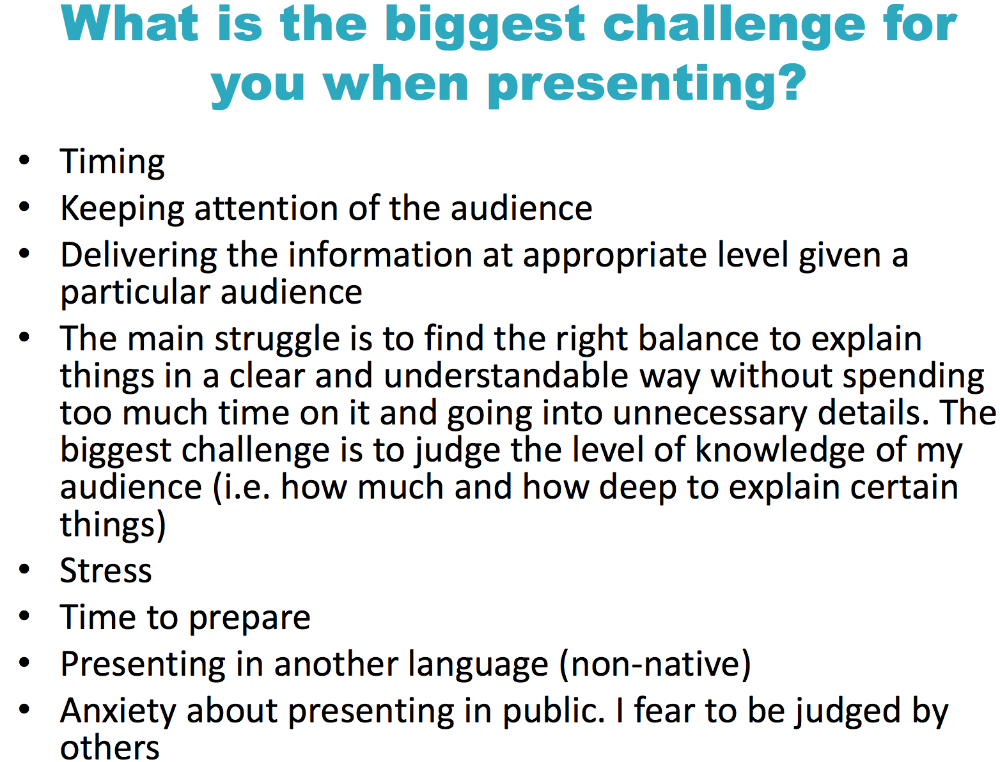 What is the biggest challenge for
you when presenting?
• Timing
• Keeping attention of the audience
• Delivering the information at appropriate level given a
particular audience
• The main struggle is to find the right balance to explain
things in a clear and understandable way without spending
too much time on it and going into unnecessary details. The
biggest challenge is to judge the level of knowledge of my
audience (i.e. how much and how deep to explain certain
things)
• Stress
• Time to prepare
• Presenting in another language (non-native)
• Anxiety about presenting in public. I fear to be judged by
others